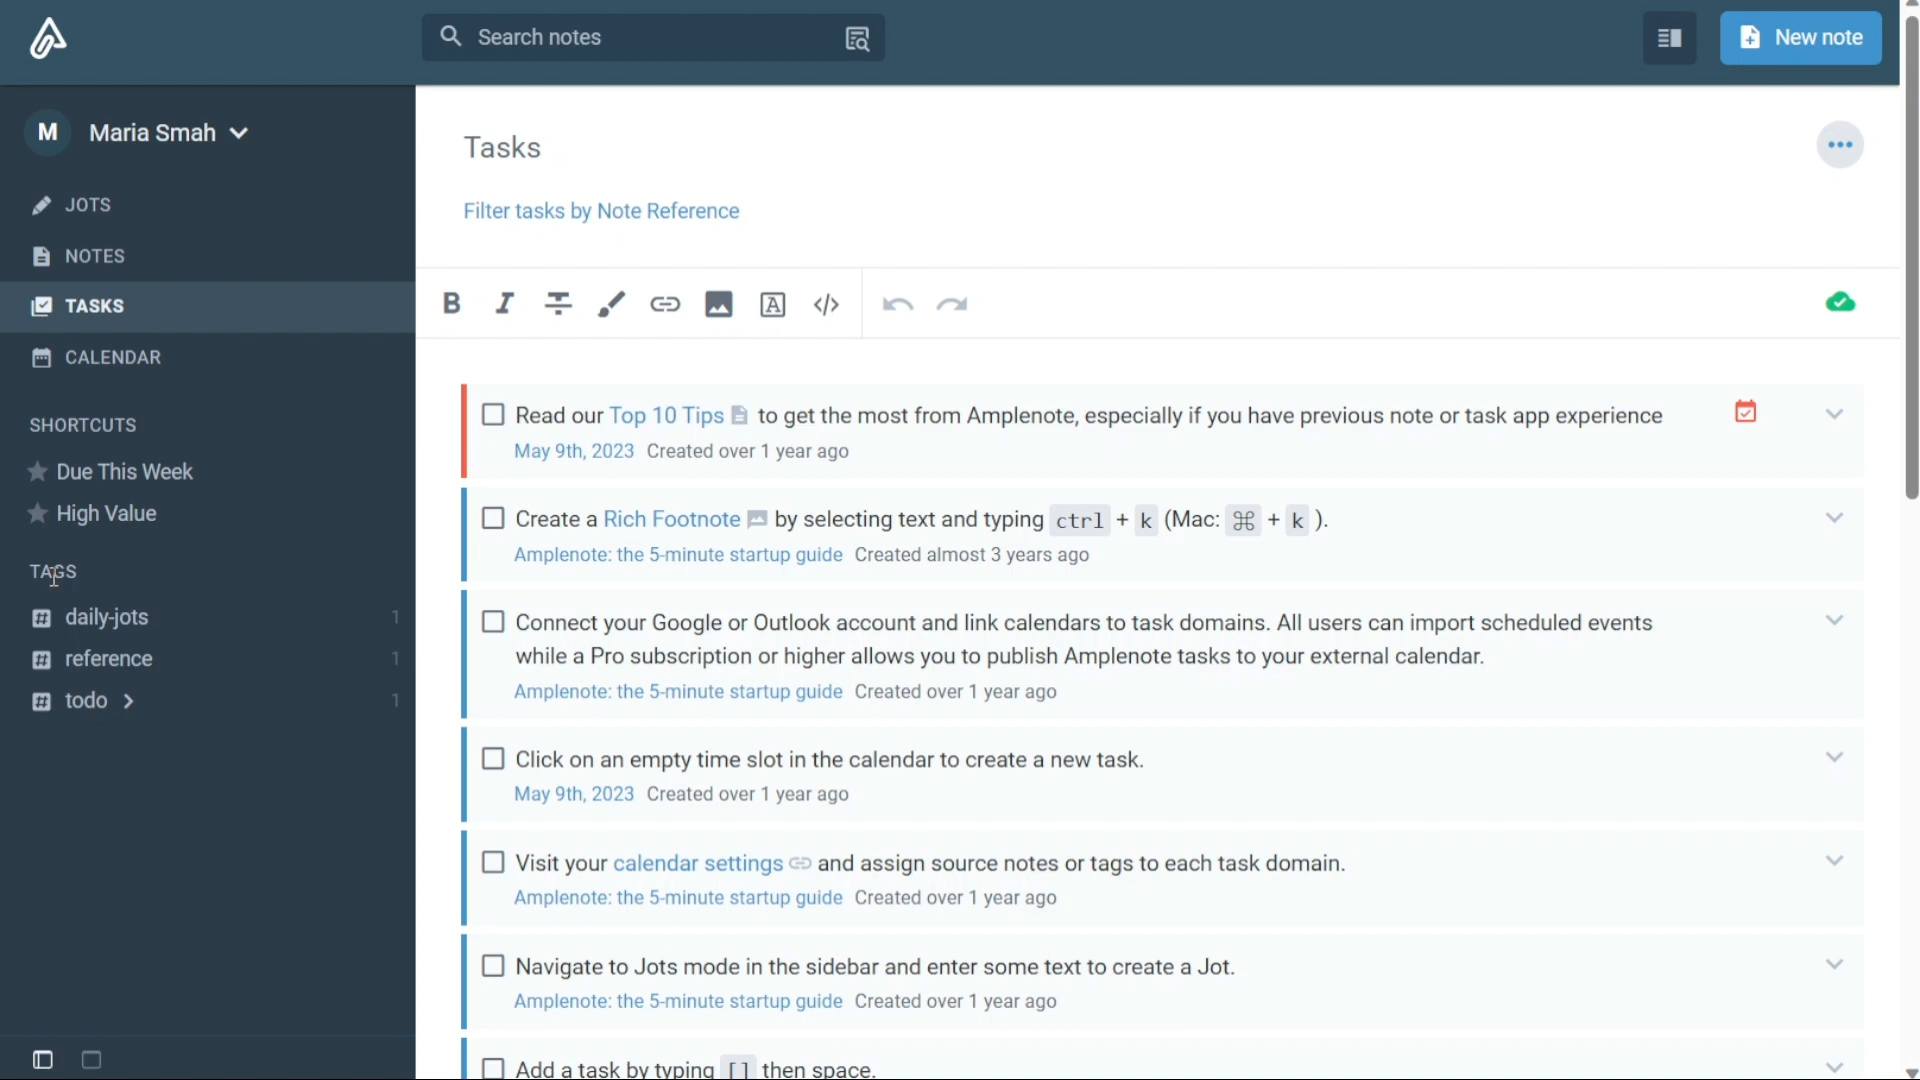 Search notes
New note
M Maria Smah
JOTS
NOTES
TASKS
CALENDAR
SHORTCUTS
Due This Week
High Value
TAGS
daily-jots 1
reference 1
todo 1
Tasks
Filter tasks by Note Reference
B I S A </>
Read our Top 10 Tips to get the most from Amplenote, especially if you have previous note or task app experience
May 9th, 2023 Created over 1 year ago
Create a Rich Footnote by selecting text and typing ctrl + k (Mac: ⌘ + k ).
Amplenote: the 5-minute startup guide Created almost 3 years ago
Connect your Google or Outlook account and link calendars to task domains. All users can import scheduled events
while a Pro subscription or higher allows you to publish Amplenote tasks to your external calendar.
Amplenote: the 5-minute startup guide Created over 1 year ago
Click on an empty time slot in the calendar to create a new task.
May 9th, 2023 Created over 1 year ago
Visit your calendar settings and assign source notes or tags to each task domain.
Amplenote: the 5-minute startup guide Created over 1 year ago
Navigate to Jots mode in the sidebar and enter some text to create a Jot.
Amplenote: the 5-minute startup guide Created over 1 year ago
Add a task by typing [] then space.